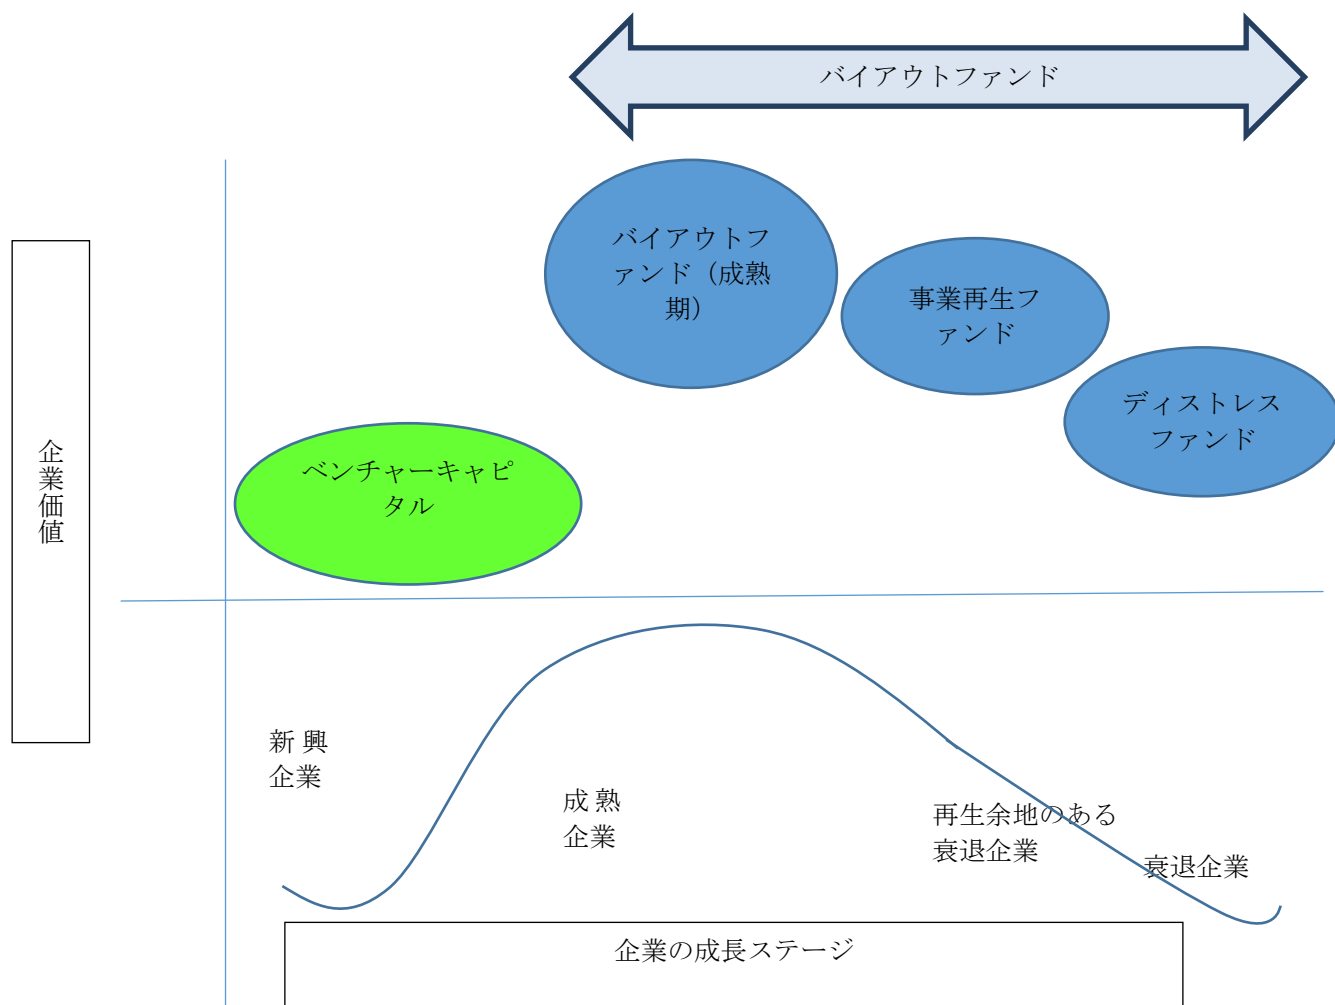 バイアウトファンド
バイアウトフ
ァンド（成熟
期）
事業再生フ
ァンド
ディストレス
ファンド
ベンチャーキャピ
タル
企業価値
新 興
企業
成 熟
企業
再生余地のある
衰退企業
衰退企業
企業の成長ステージ